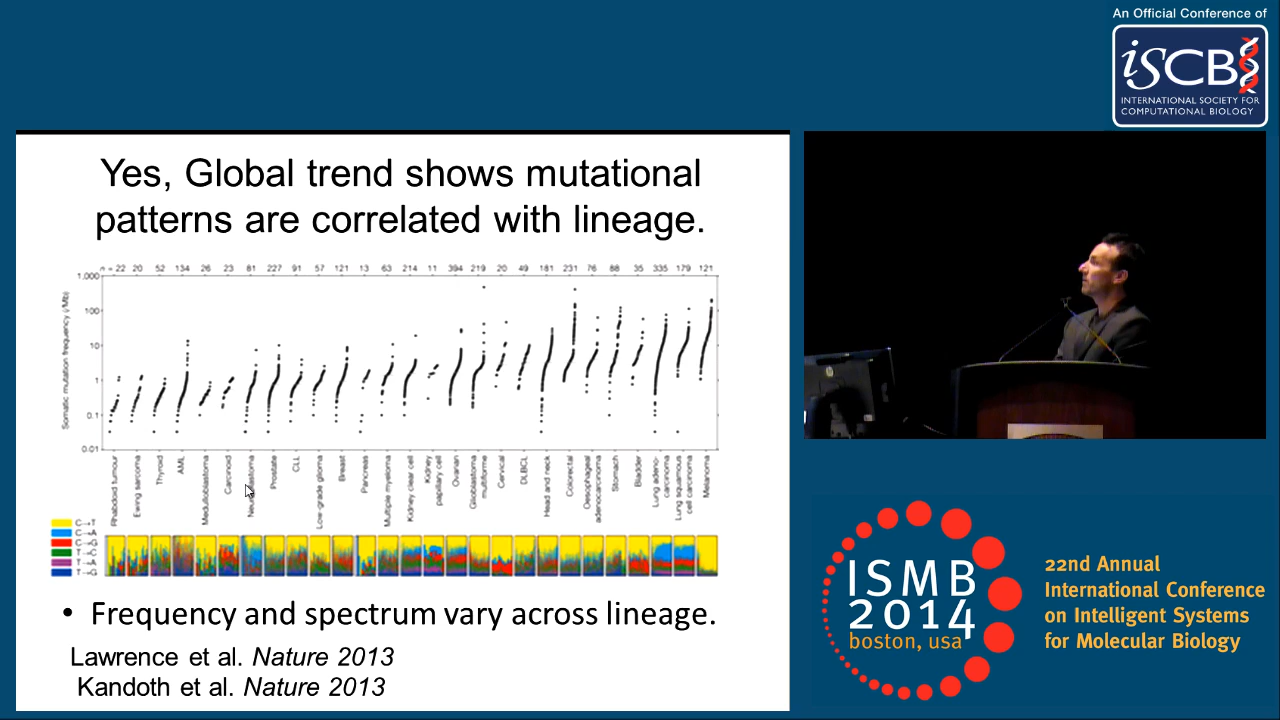 An Official Conference of
iSCB
INTERNATIONAL SOCIETY FOR
COMPUTATIONAL BIOLOGY
Yes, Global trend shows mutational
patterns are correlated with lineage.
n = 22 20 52 134 26 23 81 227 91 57 121 13 63 214 11 394 219 20 49 181 231 76 88 35 335 179 121
Somatic mutation frequency (/Mb)
1,000
100
10
1
0.1
0.01
Rhabdoid tumour
Ewing sarcoma
Thyroid
AML
Medulloblastoma
Carcinoid
Neuroblastoma
Prostate
CLL
Low-grade glioma
Breast
Pancreas
Multiple myeloma
Kidney clear cell
Kidney
papillary cell
Ovarian
Glioblastoma
multiforme
Cervical
DLBCL
Head and neck
Colorectal
Oesophageal
adenocarcinoma
Stomach
Bladder
Lung adeno-
carcinoma
Lung squamous
cell carcinoma
Melanoma
C→T
C→A
C→G
T→C
T→A
T→G
• Frequency and spectrum vary across lineage.
Lawrence et al. Nature 2013
Kandoth et al. Nature 2013
ISMB
2014
boston, usa
22nd Annual
International Conference
on Intelligent Systems
for Molecular Biology